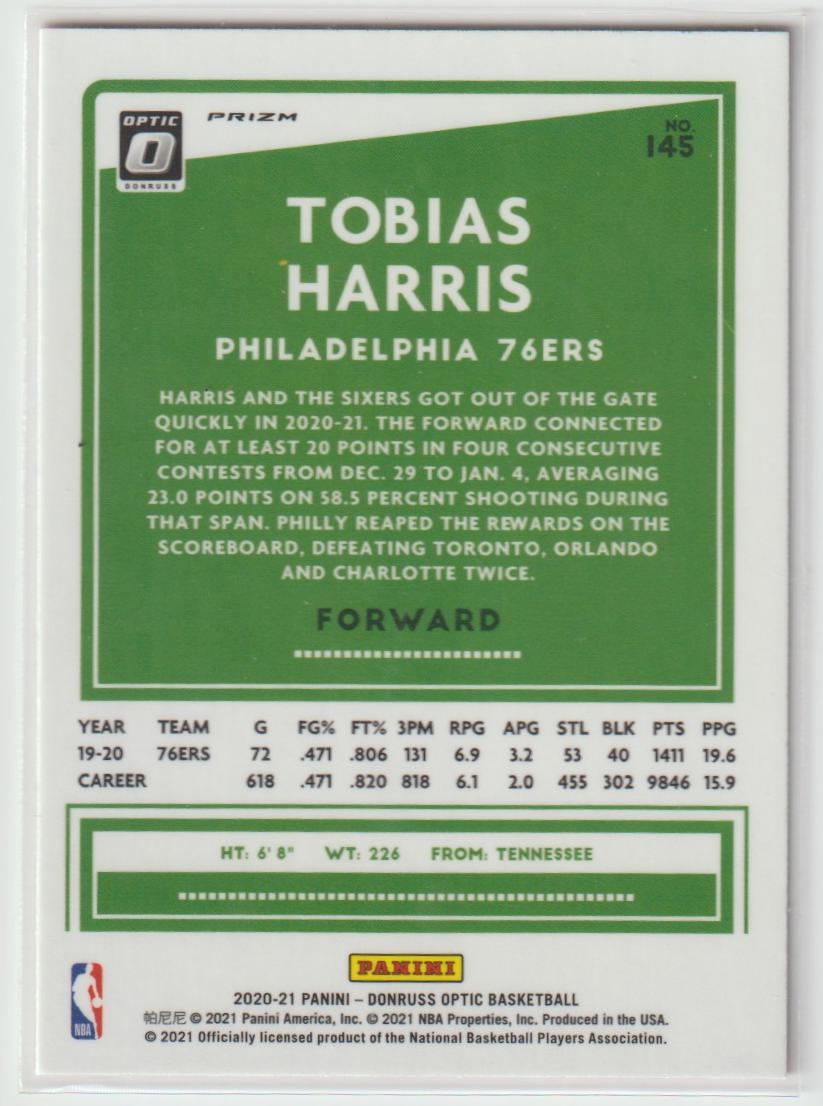 OPTIC
O
DONRUSS
PRIZM
NO.
145
TOBIAS
HARRIS
PHILADELPHIA 76ERS
HARRIS AND THE SIXERS GOT OUT OF THE GATE
QUICKLY IN 2020-21. THE FORWARD CONNECTED
FOR AT LEAST 20 POINTS IN FOUR CONSECUTIVE
CONTESTS FROM DEC. 29 TO JAN. 4, AVERAGING
23.0 POINTS ON 58.5 PERCENT SHOOTING DURING
THAT SPAN. PHILLY REAPED THE REWARDS ON THE
SCOREBOARD, DEFEATING TORONTO, ORLANDO
AND CHARLOTTE TWICE.
FORWARD
YEAR TEAM G FG% FT% 3PM RPG APG STL BLK PTS PPG
19-20 76ERS 72 .471 .806 131 6.9 3.2 53 40 1411 19.6
CAREER 618 .471 .820 818 6.1 2.0 455 302 9846 15.9
HT: 6' 8" WT: 226 FROM: TENNESSEE
PANINI
NBA
2020-21 PANINI – DONRUSS OPTIC BASKETBALL
帕尼尼 © 2021 Panini America, Inc. © 2021 NBA Properties, Inc. Produced in the USA.
© 2021 Officially licensed product of the National Basketball Players Association.